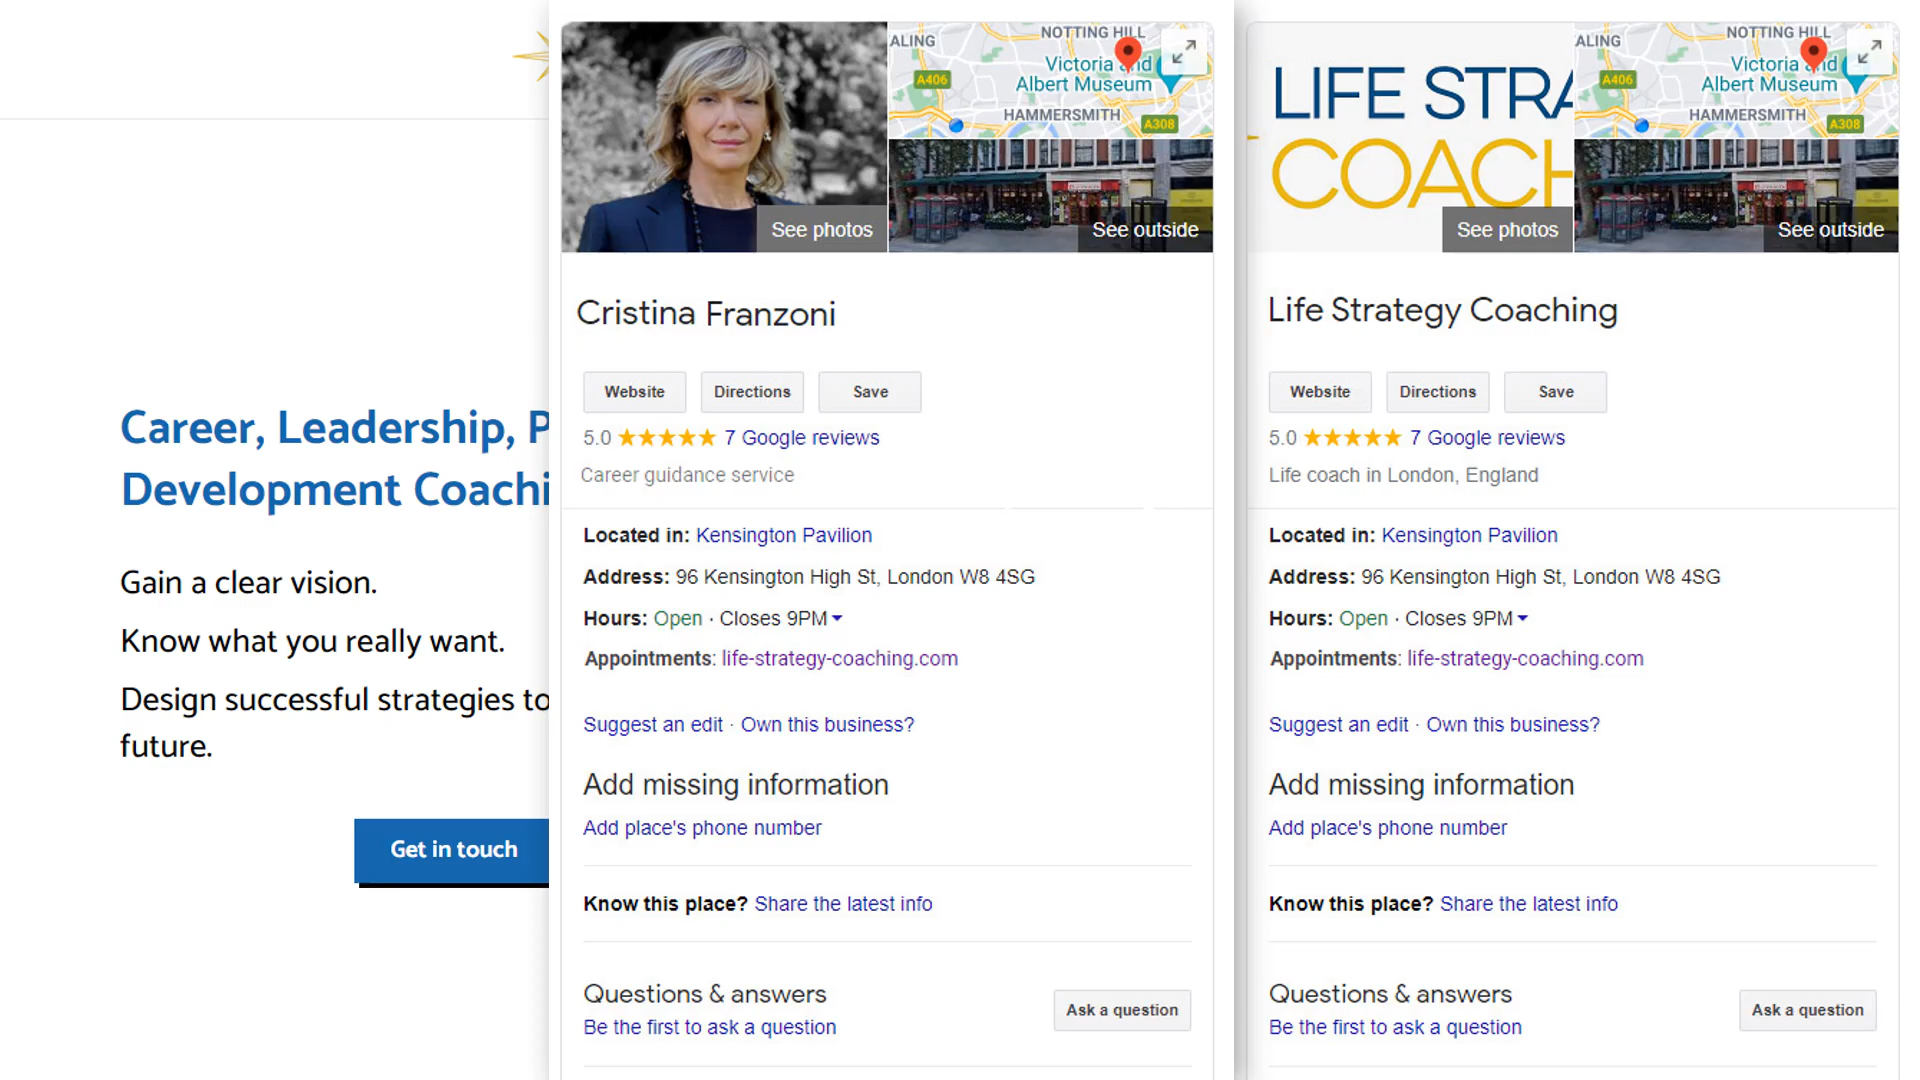 Career, Leadership, P
Development Coachi
Gain a clear vision.
Know what you really want.
Design successful strategies to
future.
Get in touch
ALING
NOTTING HILL
A406
Victoria and
Albert Museum
HAMMERSMITH
A308
See photos
See outside
Cristina Franzoni
Website
Directions
Save
5.0
7 Google reviews
Career guidance service
Located in: Kensington Pavilion
Address: 96 Kensington High St, London W8 4SG
Hours: Open · Closes 9PM
Appointments: life-strategy-coaching.com
Suggest an edit · Own this business?
Add missing information
Add place's phone number
Know this place? Share the latest info
Questions & answers
Be the first to ask a question
Ask a question
LIFE STRA
COACH
ALING
NOTTING HILL
A406
Victoria and
Albert Museum
HAMMERSMITH
A308
See photos
See outside
Life Strategy Coaching
Website
Directions
Save
5.0
7 Google reviews
Life coach in London, England
Located in: Kensington Pavilion
Address: 96 Kensington High St, London W8 4SG
Hours: Open · Closes 9PM
Appointments: life-strategy-coaching.com
Suggest an edit · Own this business?
Add missing information
Add place's phone number
Know this place? Share the latest info
Questions & answers
Be the first to ask a question
Ask a question